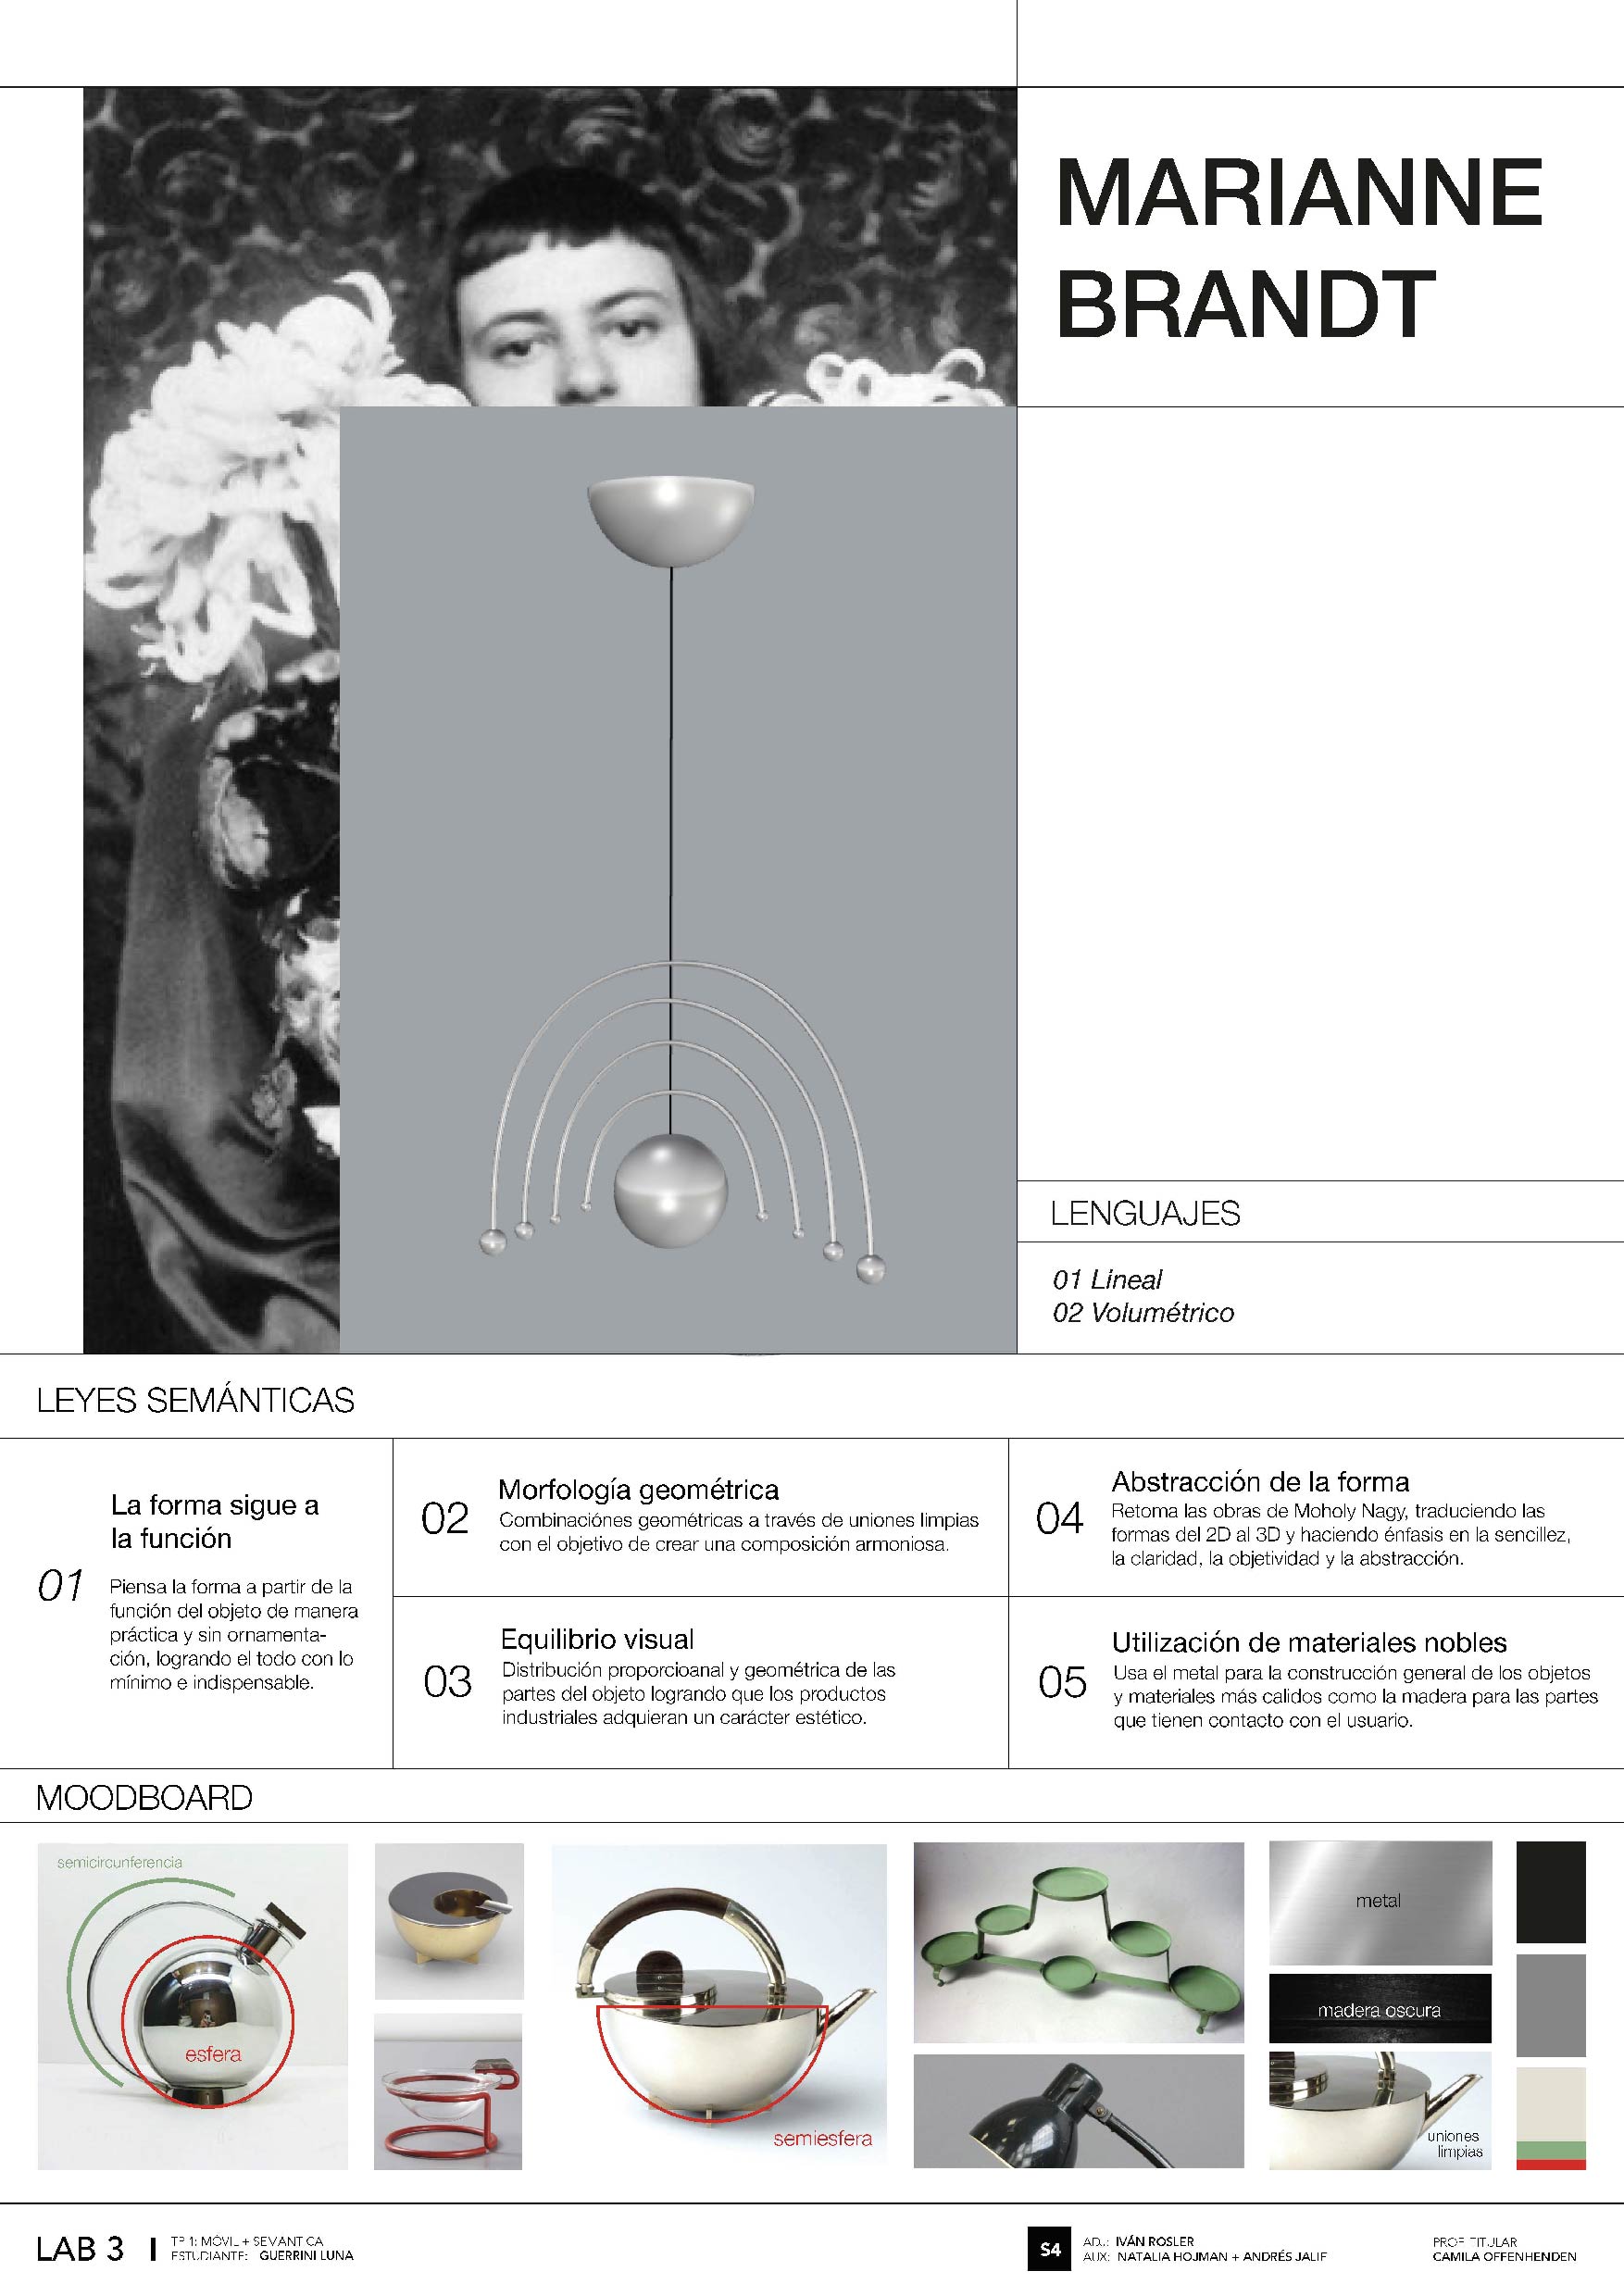 MARIANNE
BRANDT
LENGUAJES
01 Lineal
02 Volumétrico
LEYES SEMÁNTICAS
01
La forma sigue a
la función
Piensa la forma a partir de la
función del objeto de manera
práctica y sin ornamenta-
ción, logrando el todo con lo
mínimo e indispensable.
02
Morfología geométrica
Combinaciónes geométricas a través de uniones limpias
con el objetivo de crear una composición armoniosa.
03
Equilibrio visual
Distribución proporcioanal y geométrica de las
partes del objeto logrando que los productos
industriales adquieran un carácter estético.
04
Abstracción de la forma
Retoma las obras de Moholy Nagy, traduciendo las
formas del 2D al 3D y haciendo énfasis en la sencillez,
la claridad, la objetividad y la abstracción.
05
Utilización de materiales nobles
Usa el metal para la construcción general de los objetos
y materiales más calidos como la madera para las partes
que tienen contacto con el usuario.
MOODBOARD
semicircunferencia
esfera
semiesfera
metal
madera oscura
uniones
limpias
LAB 3
TP 1: MÓVIL + SEMÁNTICA
ESTUDIANTE: GUERRINI LUNA
S4
ADJ.: IVÁN ROSLER
AUX: NATALIA HOJMAN + ANDRÉS JALIF
PROF. TITULAR
CAMILA OFFENHENDEN